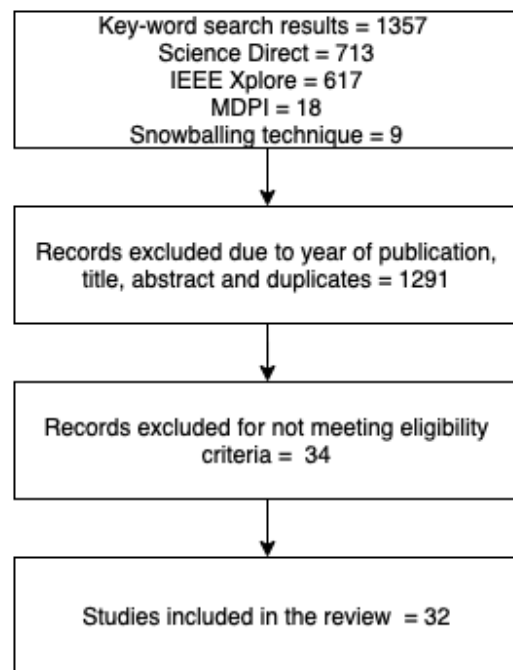 Key-word search results = 1357
Science Direct = 713
IEEE Xplore = 617
MDPI = 18
Snowballing technique = 9
Records excluded due to year of publication,
title, abstract and duplicates = 1291
Records excluded for not meeting eligibility
criteria = 34
Studies included in the review = 32